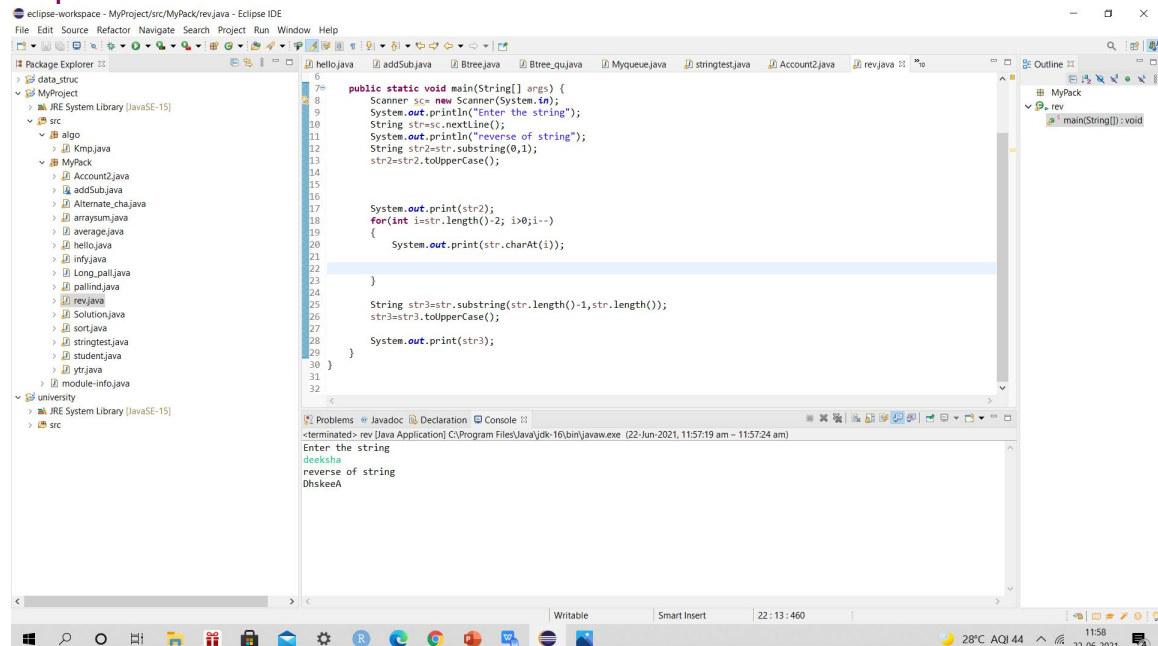 eclipse-workspace - MyProject/src/MyPack/rev.java - Eclipse IDE
File Edit Source Refactor Navigate Search Project Run Window Help
Package Explorer
data_struc
MyProject
JRE System Library [JavaSE-15]
src
algo
Kmp.java
MyPack
Account2.java
addSub.java
Alternate_cha.java
arraysum.java
average.java
hello.java
infy.java
Long_pall.java
pallind.java
rev.java
Solution.java
sort.java
stringtest.java
student.java
ytr.java
module-info.java
university
JRE System Library [JavaSE-15]
src
hello.java addSub.java Btree.java Btree_qu.java Myqueue.java stringtest.java Account2.java rev.java »10
6
7 public static void main(String[] args) {
8 Scanner sc= new Scanner(System.in);
9 System.out.println("Enter the string");
10 String str=sc.nextLine();
11 System.out.println("reverse of string");
12 String str2=str.substring(0,1);
13 str2=str2.toUpperCase();
14
15
16
17 System.out.print(str2);
18 for(int i=str.length()-2; i>0;i--)
19 {
20 System.out.print(str.charAt(i));
21
22
23 }
24
25 String str3=str.substring(str.length()-1,str.length());
26 str3=str3.toUpperCase();
27
28 System.out.print(str3);
29 }
30 }
31
32
Outline
MyPack
rev
main(String[]) : void
Problems Javadoc Declaration Console
<terminated> rev [Java Application] C:\Program Files\Java\jdk-16\bin\javaw.exe (22-Jun-2021, 11:57:19 am – 11:57:24 am)
Enter the string
deeksha
reverse of string
DhskeeA
Writable Smart Insert 22 : 13 : 460
28°C AQI 44
11:58
22-06-2021